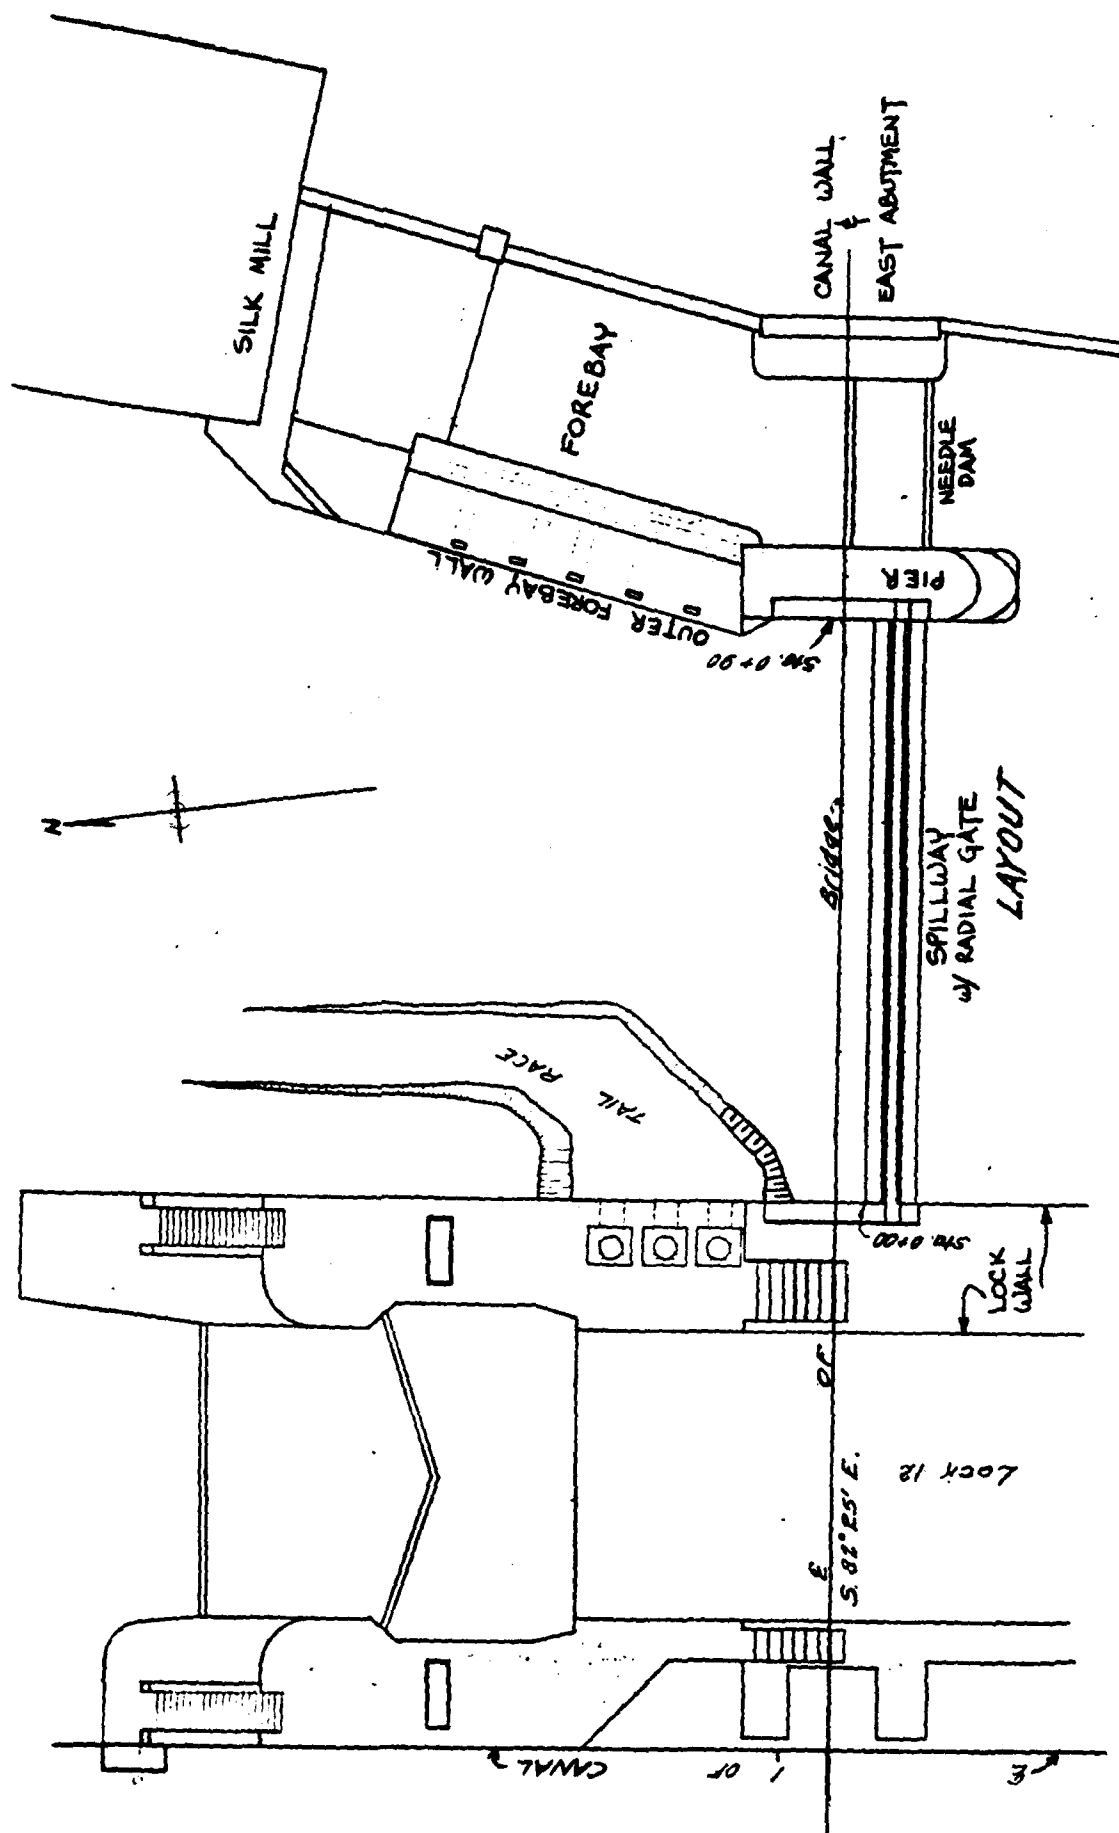 SILK MILL
FOREBAY
CANAL WALL
&
EAST ABUTMENT
NEEDLE
DAM
OUTER FOREBAY WALL
PIER
Sta. 0+90
N
Bridge
SPILLWAY
w/ RADIAL GATE
LAYOUT
TAIL RACE
Sta. 0+00
LOCK
WALL
OF
S. 82° 25' E.
LOCK 12
CANAL
OF